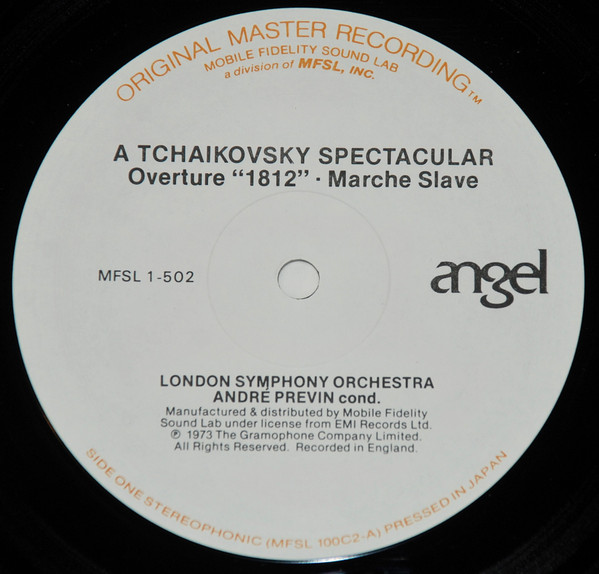 ORIGINAL MASTER RECORDING™
MOBILE FIDELITY SOUND LAB
a division of MFSL, INC.
A TCHAIKOVSKY SPECTACULAR
Overture “1812” · Marche Slave
MFSL 1-502
angel
LONDON SYMPHONY ORCHESTRA
ANDRÉ PREVIN cond.
Manufactured & distributed by Mobile Fidelity
Sound Lab under license from EMI Records Ltd.
℗ 1973 The Gramophone Company Limited.
All Rights Reserved. Recorded in England.
SIDE ONE STEREOPHONIC (MFSL 100C2-A) PRESSED IN JAPAN